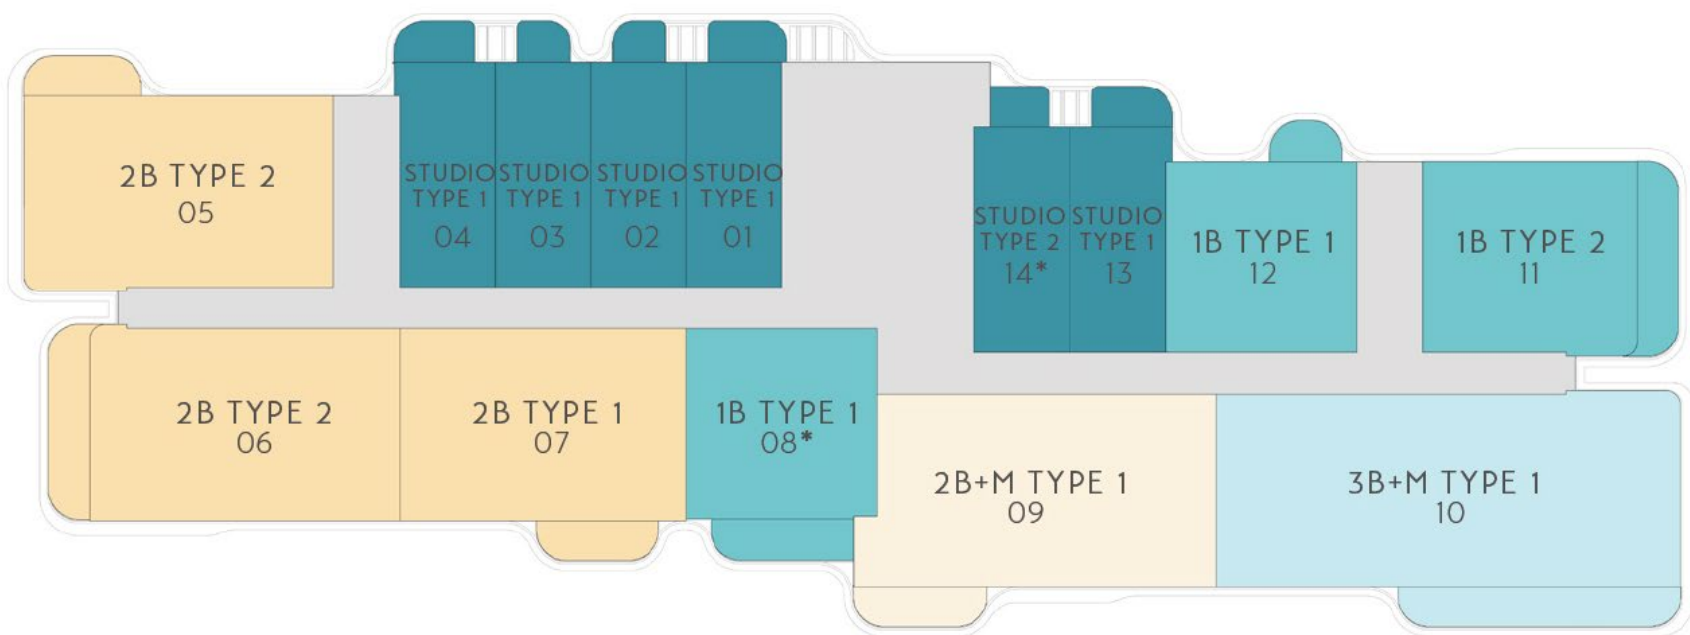 2B TYPE 2
05
STUDIO
TYPE 1
04
STUDIO
TYPE 1
03
STUDIO
TYPE 1
02
STUDIO
TYPE 1
01
STUDIO
TYPE 2
14*
STUDIO
TYPE 1
13
1B TYPE 1
12
1B TYPE 2
11
2B TYPE 2
06
2B TYPE 1
07
1B TYPE 1
08*
2B+M TYPE 1
09
3B+M TYPE 1
10